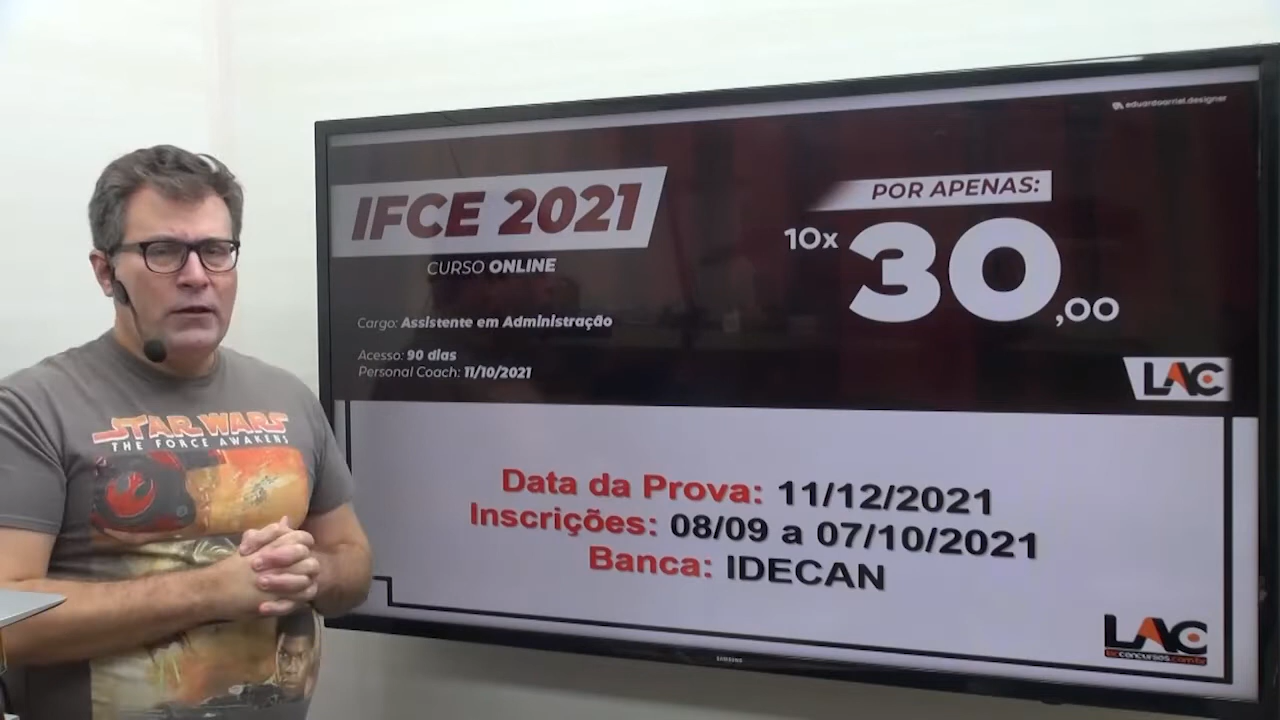 eduardoarriel.designer
IFCE 2021
CURSO ONLINE
POR APENAS:
10x 30,00
Cargo: Assistente em Administração
Acesso: 90 dias
Personal Coach: 11/10/2021
LAC
Data da Prova: 11/12/2021
Inscrições: 08/09 a 07/10/2021
Banca: IDECAN
LAC
lacconcursos.com.br
SAMSUNG
STAR WARS
THE FORCE AWAKENS